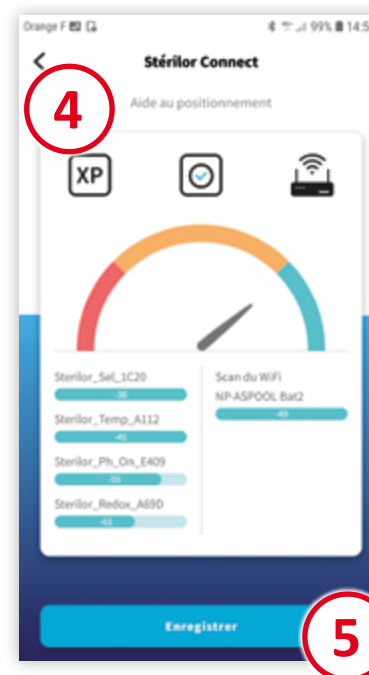 Orange F 99% 14:5
Stérilor Connect
4
Aide au positionnement
XP
Sterilor_Sel_1C20
-36
Sterilor_Temp_A112
-41
Sterilor_Ph_On_E409
-55
Sterilor_Redox_A69D
-61
Scan du WiFi
NP-ASPOOL Bat2
-49
Enregistrer
5